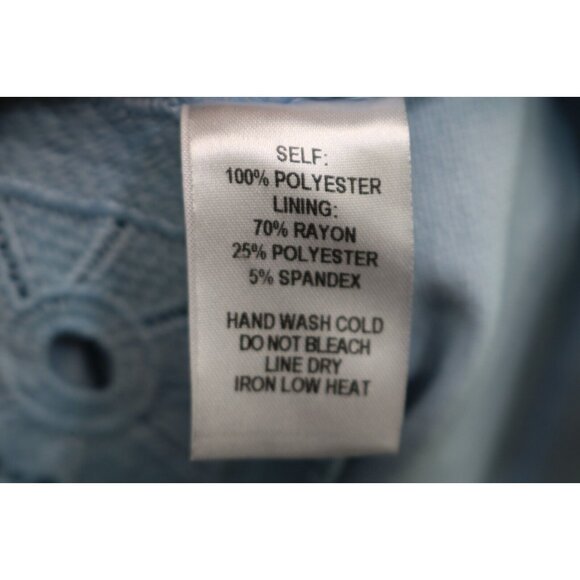 SELF:
100% POLYESTER
LINING:
70% RAYON
25% POLYESTER
5% SPANDEX
HAND WASH COLD
DO NOT BLEACH
LINE DRY
IRON LOW HEAT